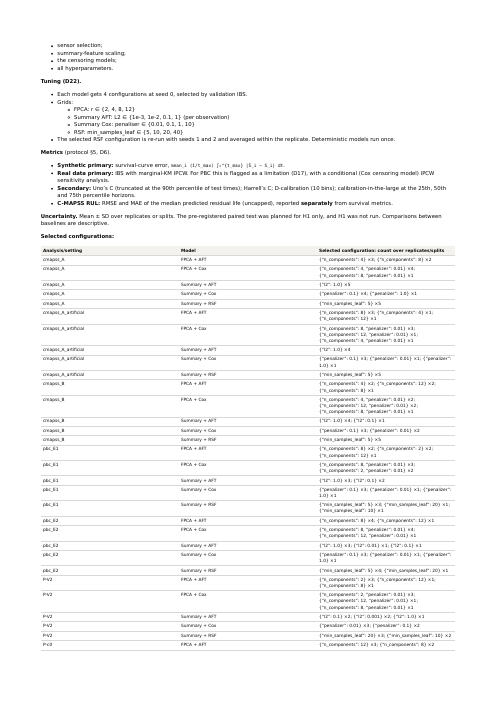 • sensor selection;
• summary-feature scaling;
• the censoring models;
• all hyperparameters.
Tuning (D22).
• Each model gets 4 configurations at seed 0, selected by validation IBS.
• Grids:
◦ FPCA: r ∈ {2, 4, 8, 12}
◦ Summary AFT: L2 ∈ {1e-3, 1e-2, 0.1, 1} (per observation)
◦ Summary Cox: penaliser ∈ {0.01, 0.1, 1, 10}
◦ RSF: min_samples_leaf ∈ {5, 10, 20, 40}
• The selected RSF configuration is re-run with seeds 1 and 2 and averaged within the replicate. Deterministic models run once.
Metrics (protocol §5, D6).
• Synthetic primary: survival-curve error,
• Real data primary: IBS with marginal-KM IPCW. For PBC this is flagged as a limitation (D17), with a conditional (Cox censoring model) IPCW
sensitivity analysis.
• Secondary: Uno's C (truncated at the 90th percentile of test times); Harrell's C; D-calibration (10 bins); calibration-in-the-large at the 25th, 50th
and 75th percentile horizons.
• C-MAPSS RUL: RMSE and MAE of the median predicted residual life (uncapped), reported separately from survival metrics.
Uncertainty. Mean ± SD over replicates or splits. The pre-registered paired test was planned for H1 only, and H1 was not run. Comparisons between
baselines are descriptive.
Selected configurations:
Analysis/setting Model Selected configuration: count over replicates/splits
cmapss_A FPCA + AFT {"n_components": 4} ×3; {"n_components": 8} ×2
cmapss_A FPCA + Cox {"n_components": 4, "penalizer": 0.01} ×4;
{"n_components": 8, "penalizer": 0.01} ×1
cmapss_A Summary + AFT {"l2": 1.0} ×5
cmapss_A Summary + Cox {"penalizer": 0.1} ×4; {"penalizer": 1.0} ×1
cmapss_A Summary + RSF {"min_samples_leaf": 5} ×5
cmapss_A_artificial FPCA + AFT {"n_components": 8} ×3; {"n_components": 4} ×1;
{"n_components": 12} ×1
cmapss_A_artificial FPCA + Cox {"n_components": 8, "penalizer": 0.01} ×3;
{"n_components": 12, "penalizer": 0.01} ×1;
{"n_components": 4, "penalizer": 0.01} ×1
cmapss_A_artificial Summary + AFT {"l2": 1.0} ×4
cmapss_A_artificial Summary + Cox {"penalizer": 0.1} ×3; {"penalizer": 0.01} ×1; {"penalizer":
1.0} ×1
cmapss_A_artificial Summary + RSF {"min_samples_leaf": 5} ×5
cmapss_B FPCA + AFT {"n_components": 4} ×2; {"n_components": 12} ×2;
{"n_components": 8} ×1
cmapss_B FPCA + Cox {"n_components": 4, "penalizer": 0.01} ×2;
{"n_components": 12, "penalizer": 0.01} ×2;
{"n_components": 8, "penalizer": 0.01} ×1
cmapss_B Summary + AFT {"l2": 1.0} ×4; {"l2": 0.1} ×1
cmapss_B Summary + Cox {"penalizer": 0.1} ×3; {"penalizer": 0.01} ×2
cmapss_B Summary + RSF {"min_samples_leaf": 5} ×5
pbc_E1 FPCA + AFT {"n_components": 8} ×2; {"n_components": 2} ×2;
{"n_components": 12} ×1
pbc_E1 FPCA + Cox {"n_components": 8, "penalizer": 0.01} ×3;
{"n_components": 2, "penalizer": 0.01} ×2
pbc_E1 Summary + AFT {"l2": 1.0} ×3; {"l2": 0.1} ×2
pbc_E1 Summary + Cox {"penalizer": 0.1} ×3; {"penalizer": 0.01} ×1; {"penalizer":
1.0} ×1
pbc_E1 Summary + RSF {"min_samples_leaf": 5} ×3; {"min_samples_leaf": 20} ×1;
{"min_samples_leaf": 10} ×1
pbc_E2 FPCA + AFT {"n_components": 8} ×4; {"n_components": 12} ×1
pbc_E2 FPCA + Cox {"n_components": 8, "penalizer": 0.01} ×4;
{"n_components": 12, "penalizer": 0.01} ×1
pbc_E2 Summary + AFT {"l2": 1.0} ×3; {"l2": 0.01} ×1; {"l2": 0.1} ×1
pbc_E2 Summary + Cox {"penalizer": 0.1} ×3; {"penalizer": 0.01} ×1; {"penalizer":
1.0} ×1
pbc_E2 Summary + RSF {"min_samples_leaf": 5} ×4; {"min_samples_leaf": 20} ×1
P-V2 FPCA + AFT {"n_components": 2} ×3; {"n_components": 12} ×1;
{"n_components": 8} ×1
P-V2 FPCA + Cox {"n_components": 2, "penalizer": 0.01} ×3;
{"n_components": 12, "penalizer": 0.01} ×1;
{"n_components": 8, "penalizer": 0.01} ×1
P-V2 Summary + AFT {"l2": 0.1} ×2; {"l2": 0.001} ×2; {"l2": 1.0} ×1
P-V2 Summary + Cox {"penalizer": 0.01} ×3; {"penalizer": 0.1} ×2
P-V2 Summary + RSF {"min_samples_leaf": 20} ×3; {"min_samples_leaf": 10} ×2
P-c0 FPCA + AFT {"n_components": 12} ×3; {"n_components": 8} ×2